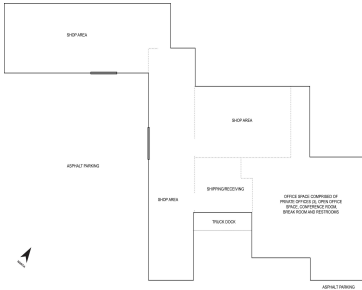 SHOP AREA
SHOP AREA
ASPHALT PARKING
SHIPPING/RECEIVING
SHOP AREA
OFFICE SPACE COMPRISED OF
PRIVATE OFFICES (3), OPEN OFFICE
SPACE, CONFERENCE ROOM,
BREAK ROOM AND RESTROOMS
TRUCK DOCK
ASPHALT PARKING